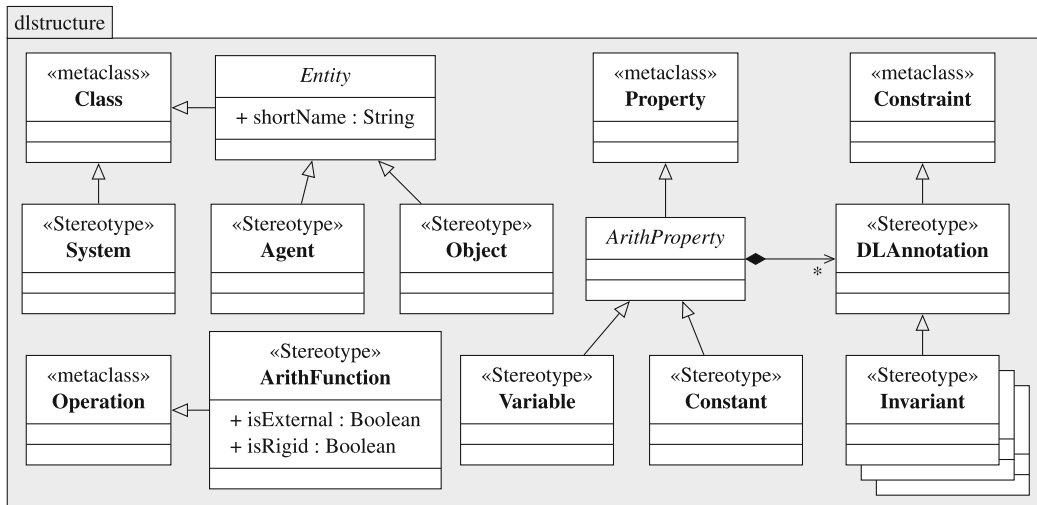 dlstructure
«metaclass»
Class
Entity
+ shortName : String
«metaclass»
Property
«metaclass»
Constraint
«Stereotype»
System
«Stereotype»
Agent
«Stereotype»
Object
ArithProperty
*
«Stereotype»
DLAnnotation
«metaclass»
Operation
«Stereotype»
ArithFunction
+ isExternal : Boolean
+ isRigid : Boolean
«Stereotype»
Variable
«Stereotype»
Constant
«Stereotype»
Invariant